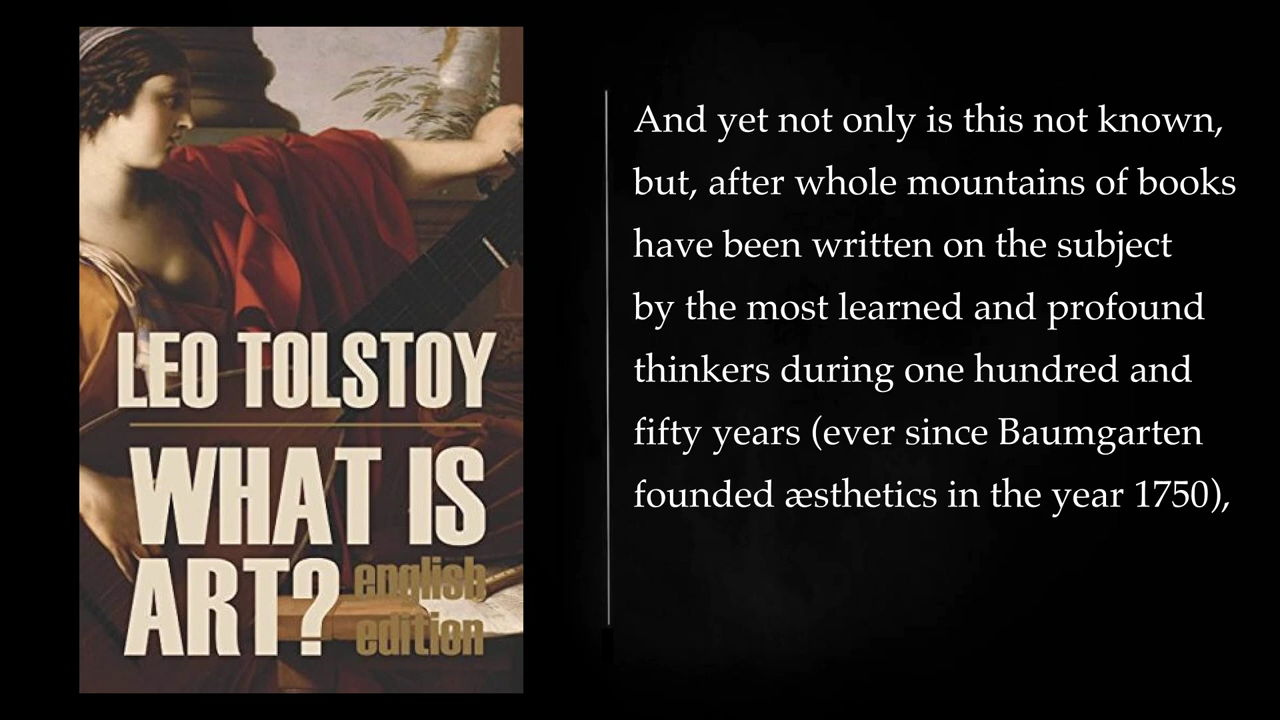 LEO TOLSTOY
WHAT IS
ART?
english
edition
And yet not only is this not known,
but, after whole mountains of books
have been written on the subject
by the most learned and profound
thinkers during one hundred and
fifty years (ever since Baumgarten
founded æsthetics in the year 1750),